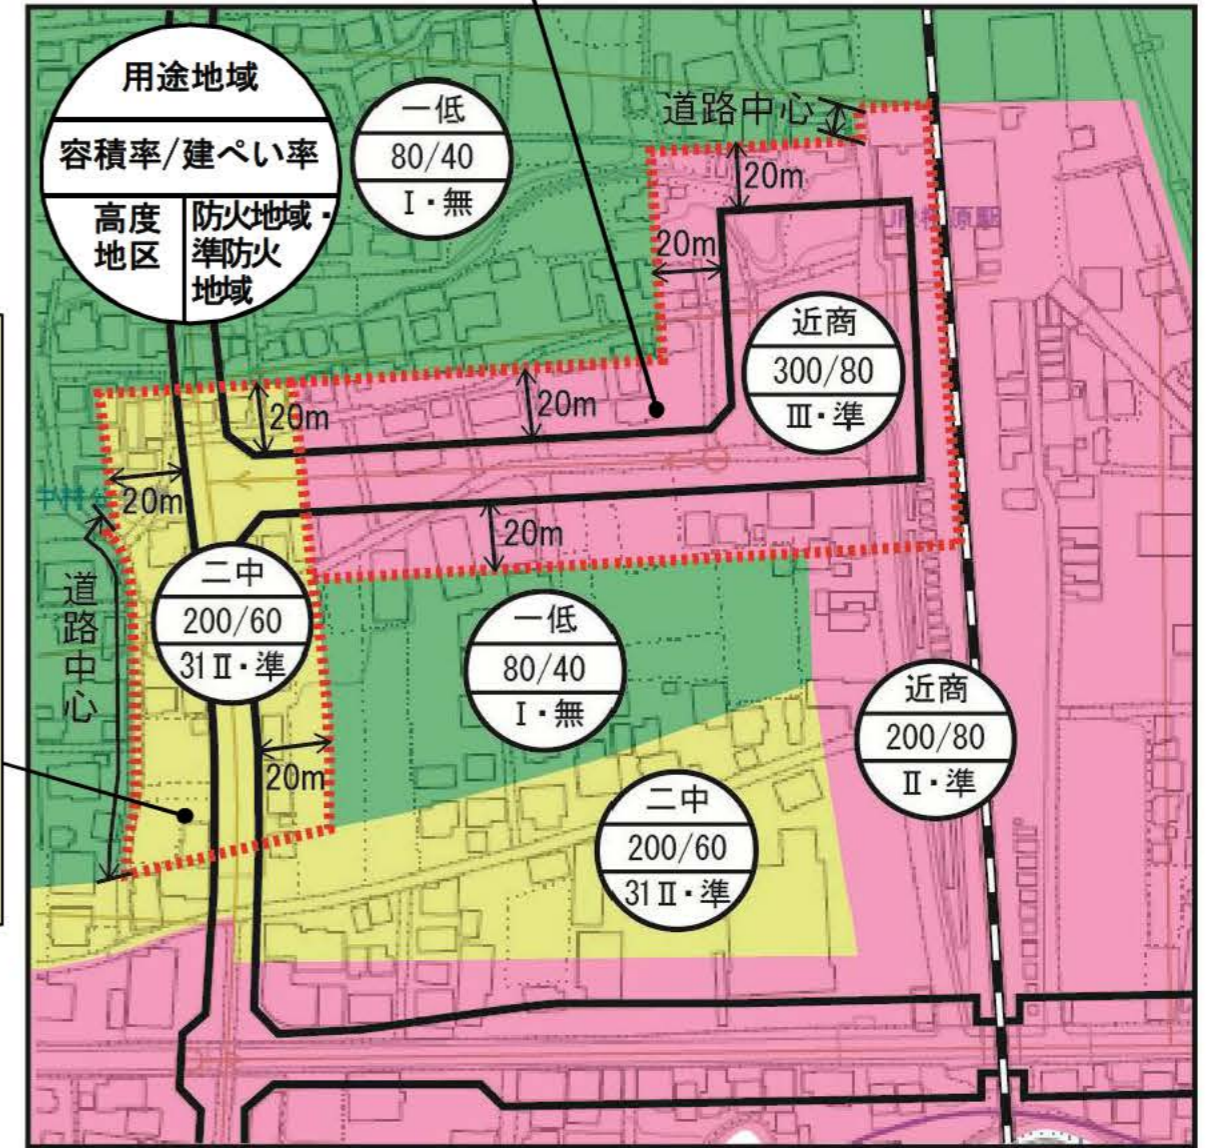 用途地域
容積率/建ぺい率
高度
地区
防火地域・
準防火
地域
一低
80/40
Ⅰ・無
道路中心
20m
20m
近商
300/80
Ⅲ・準
20m
20m
20m
20m
道路中心
二中
200/60
31Ⅱ・準
20m
一低
80/40
Ⅰ・無
近商
200/80
Ⅱ・準
二中
200/60
31Ⅱ・準